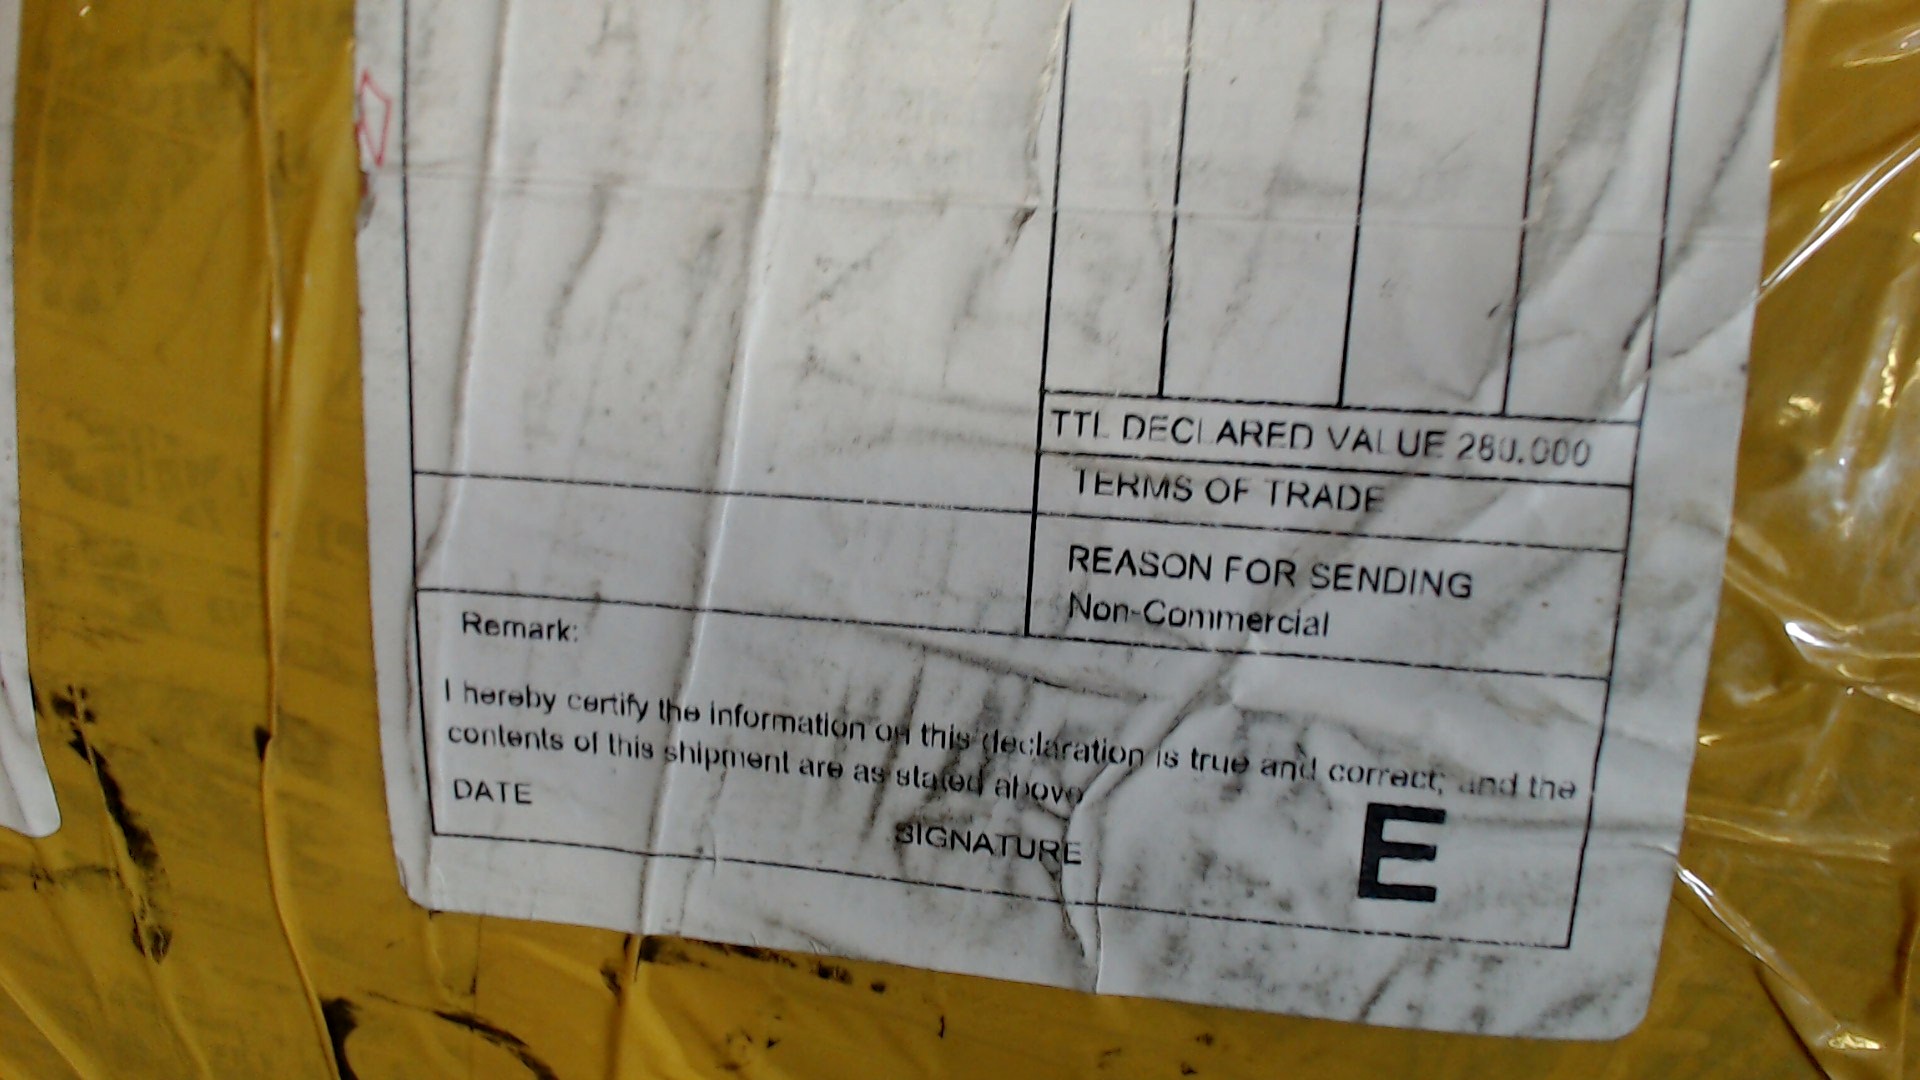 TTL DECLARED VALUE 280.000
TERMS OF TRADE
REASON FOR SENDING
Non-Commercial
Remark:
I hereby certify the information on this declaration is true and correct, and the
contents of this shipment are as stated above
DATE
SIGNATURE
E